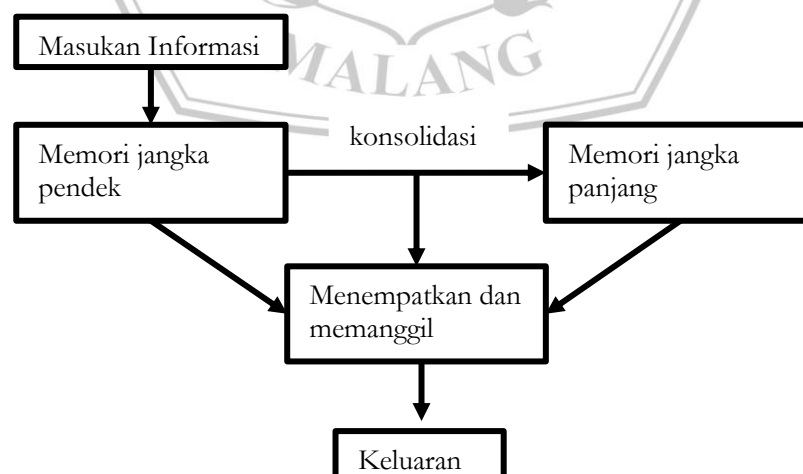 MALANG
Masukan Informasi
konsolidasi
Memori jangka
pendek
Memori jangka
panjang
Menempatkan dan
memanggil
Keluaran